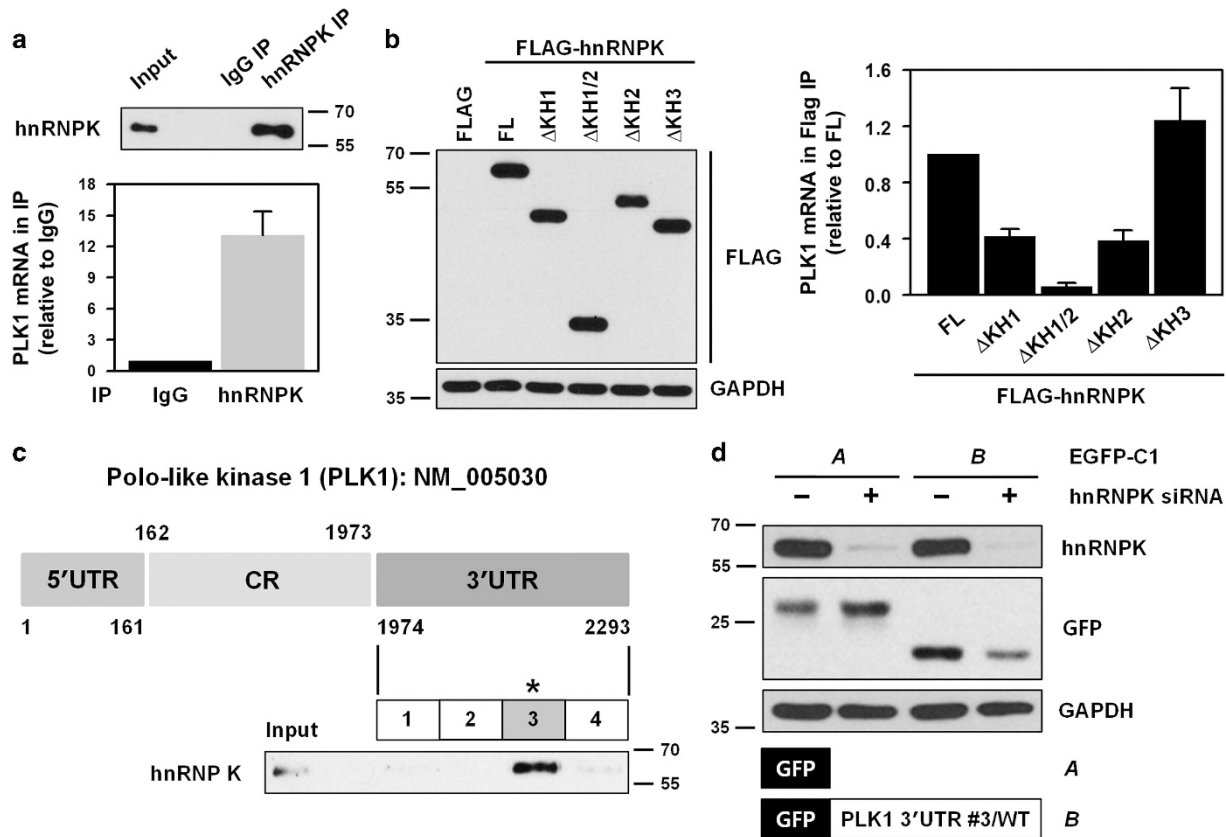 a
Input
IgG IP
hnRNPK IP
hnRNPK
70
55
PLK1 mRNA in IP
(relative to IgG)
18
15
12
9
6
3
0
IP
IgG
hnRNPK
b
FLAG-hnRNPK
FLAG
FL
ΔKH1
ΔKH1/2
ΔKH2
ΔKH3
70
55
35
FLAG
35
GAPDH
PLK1 mRNA in Flag IP
(relative to FL)
1.6
1.2
0.8
0.4
0.0
FL
ΔKH1
ΔKH1/2
ΔKH2
ΔKH3
FLAG-hnRNPK
c
Polo-like kinase 1 (PLK1): NM_005030
162
1973
5′UTR
CR
3′UTR
1
161
1974
2293
*
1
2
3
4
Input
hnRNP K
70
55
d
A
B
EGFP-C1
−
+
−
+
hnRNPK siRNA
70
55
hnRNPK
25
GFP
35
GAPDH
GFP
A
GFP
PLK1 3′UTR #3/WT
B